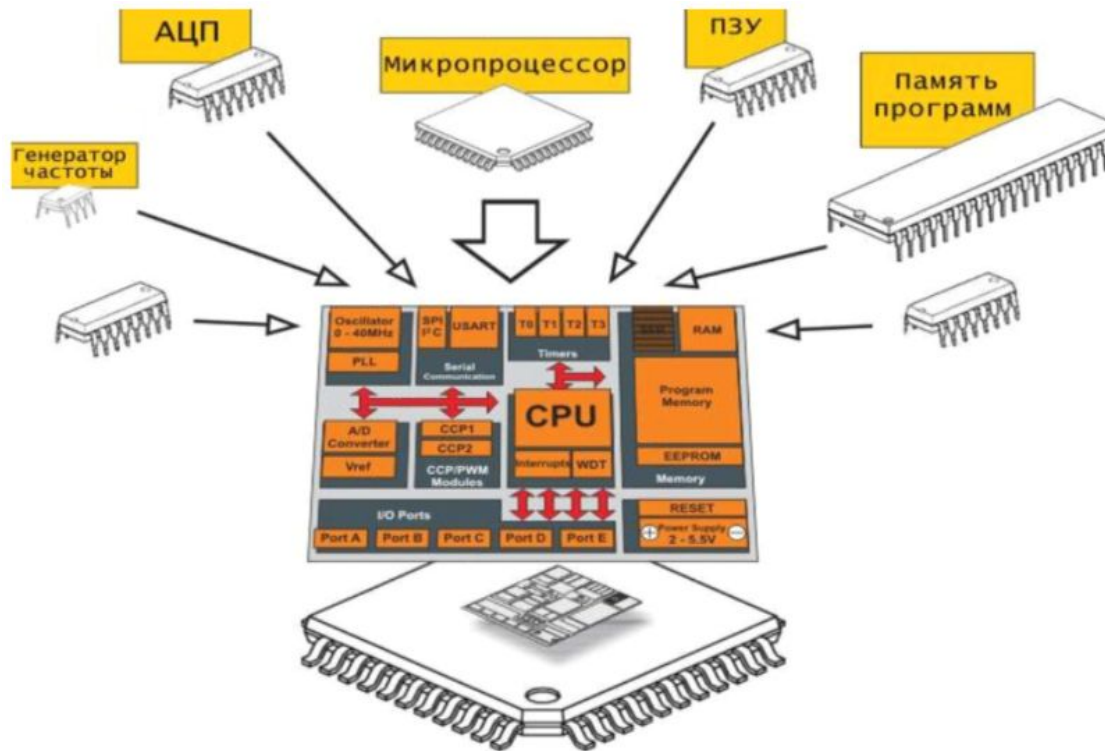 АЦП
ПЗУ
Микропроцессор
Память
программ
Генератор
частоты
Oscillator
0 - 40MHz
PLL
SPI
I²C
USART
Serial
Communication
T0
T1
T2
T3
Timers
RAM
Program
Memory
EEPROM
Memory
CPU
Interrupts
WDT
A/D
Converter
Vref
CCP1
CCP2
CCP/PWM
Modules
I/O Ports
Port A
Port B
Port C
Port D
Port E
RESET
Power Supply
2 - 5.5V